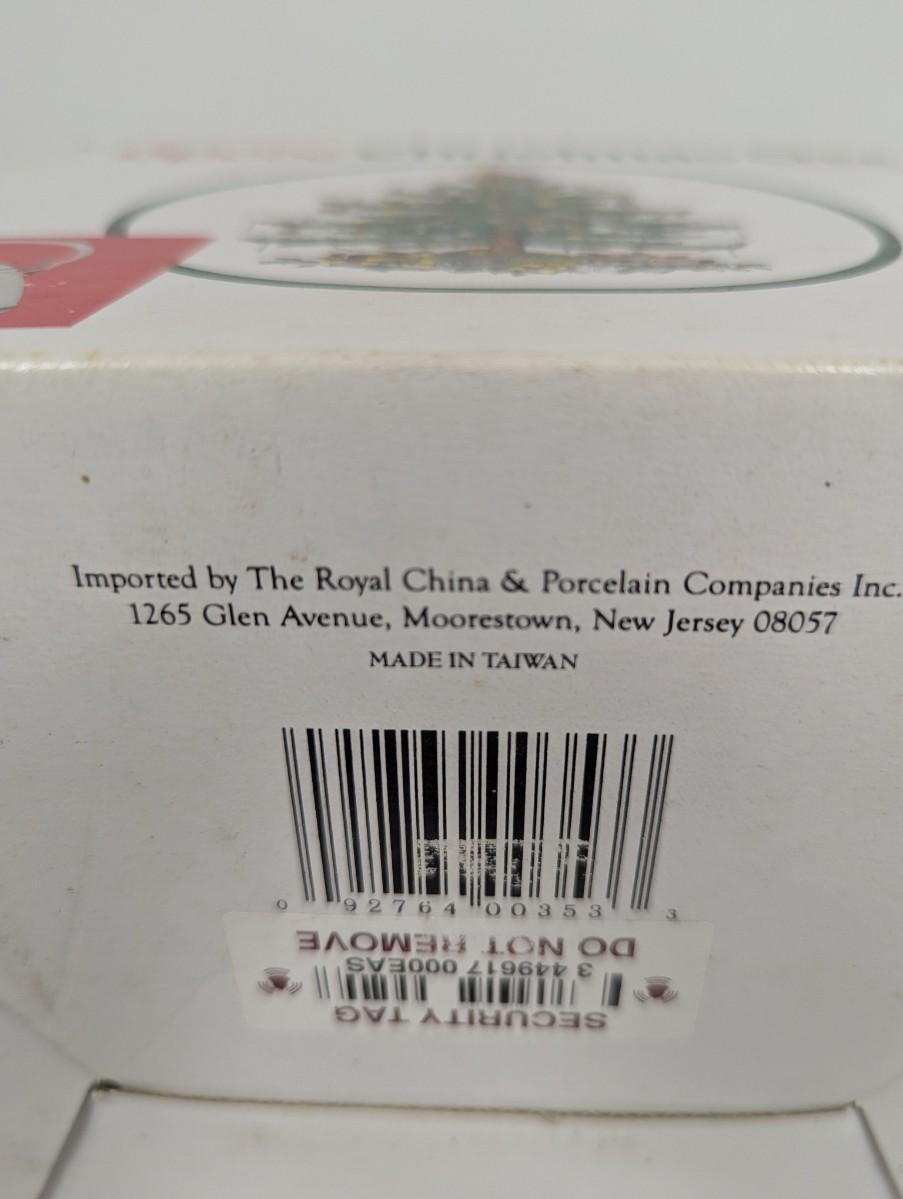 Imported by The Royal China & Porcelain Companies Inc.
1265 Glen Avenue, Moorestown, New Jersey 08057
MADE IN TAIWAN
0 92764 00353 3
DO NOT REMOVE
3 449617 000EAS
SECURITY TAG